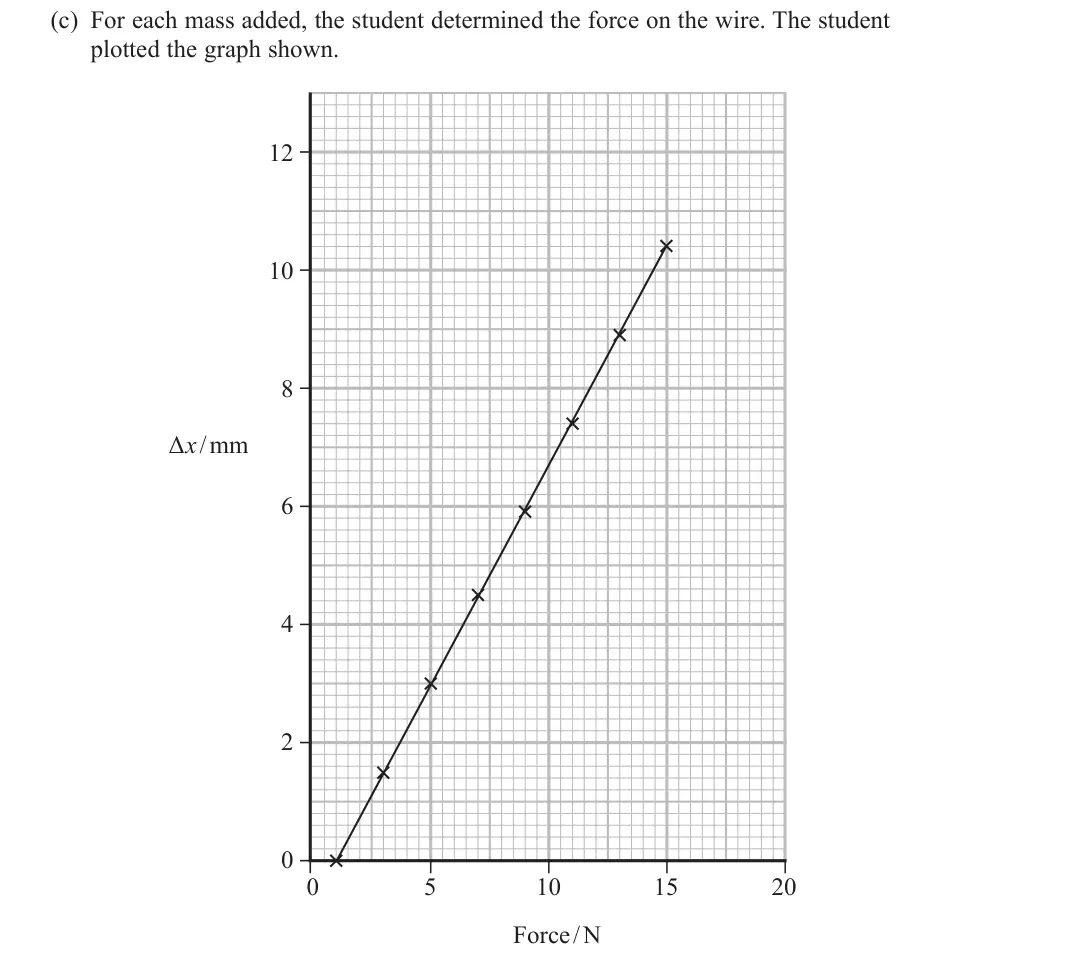 (c) For each mass added, the student determined the force on the wire. The student
plotted the graph shown.
12
10
8
Δx/mm
6
4
2
0
0 5 10 15 20
Force/N